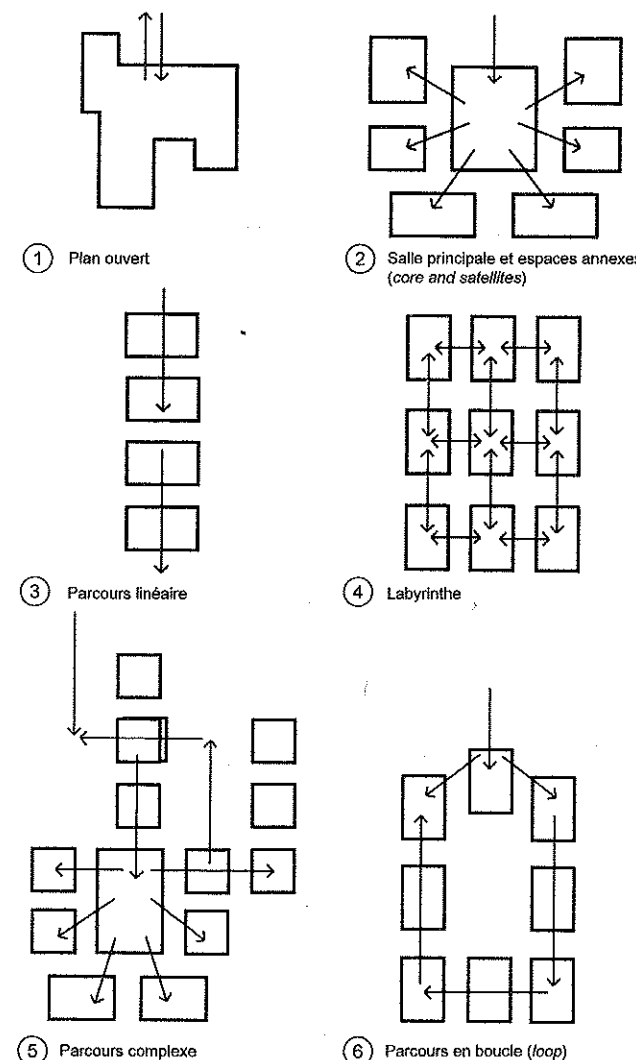 1 Plan ouvert
2 Salle principale et espaces annexes
(core and satellites)
3 Parcours linéaire
4 Labyrinthe
5 Parcours complexe
6 Parcours en boucle (loop)